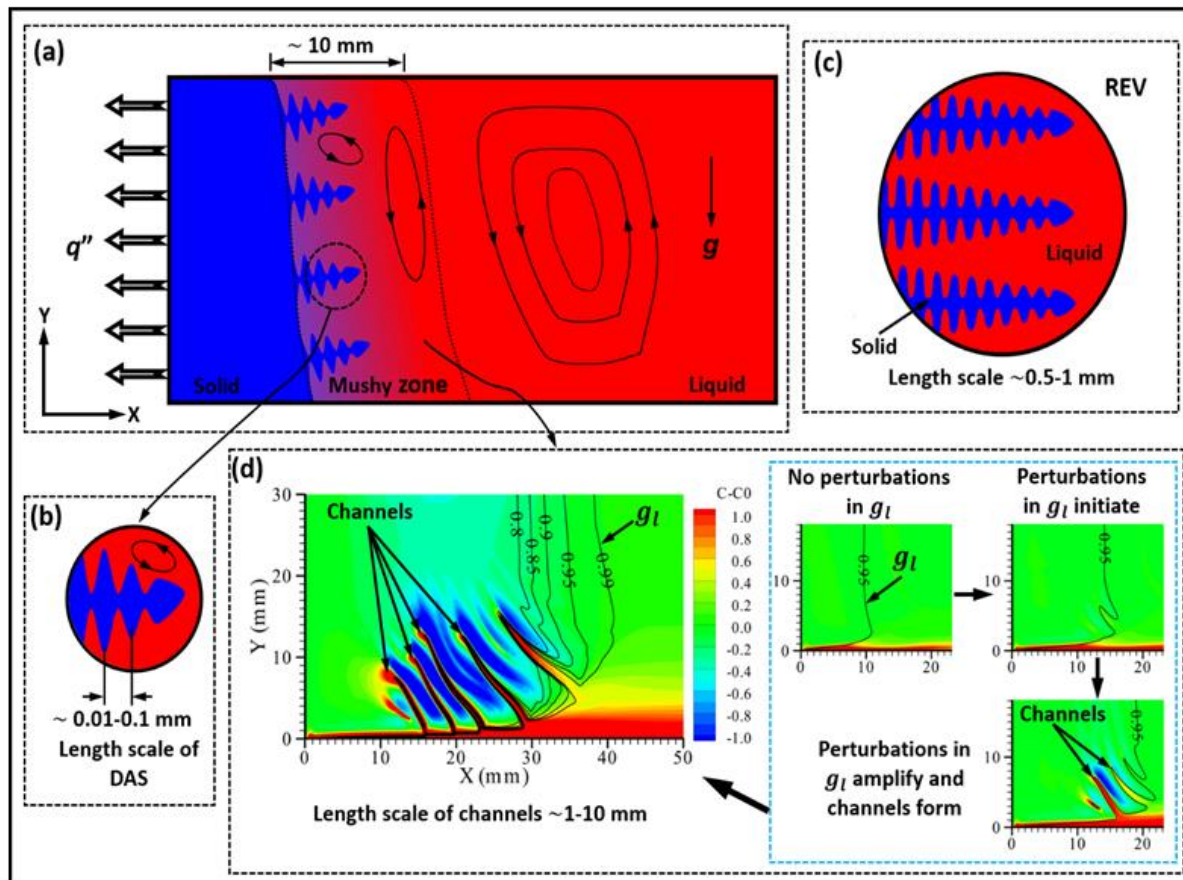 (a)
~ 10 mm
q″
g
Y
X
Solid
Mushy zone
Liquid
(c)
REV
Liquid
Solid
Length scale ~0.5-1 mm
(b)
~ 0.01-0.1 mm
Length scale of
DAS
(d)
Channels
g_l
0.8
0.85
0.9
0.95
0.99
30
20
10
0
Y (mm)
0 10 20 30 40 50
X (mm)
C-C0
1.0
0.8
0.6
0.4
0.2
0.0
-0.2
-0.4
-0.6
-0.8
-1.0
Length scale of channels ~1-10 mm
No perturbations
in g_l
10
0
0 10 20
0.95
g_l
Perturbations
in g_l initiate
10
0
0 10 20
0.95
Perturbations in
g_l amplify and
channels form
Channels
10
0
0 10 20
0.95